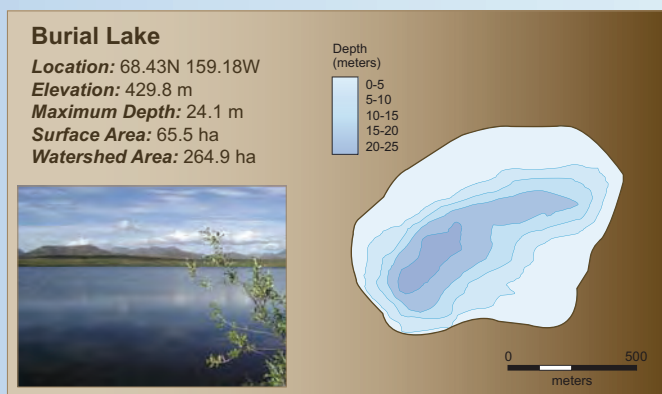 Burial Lake
Location: 68.43N 159.18W
Elevation: 429.8 m
Maximum Depth: 24.1 m
Surface Area: 65.5 ha
Watershed Area: 264.9 ha
Depth
(meters)
0-5
5-10
10-15
15-20
20-25
0 500
meters